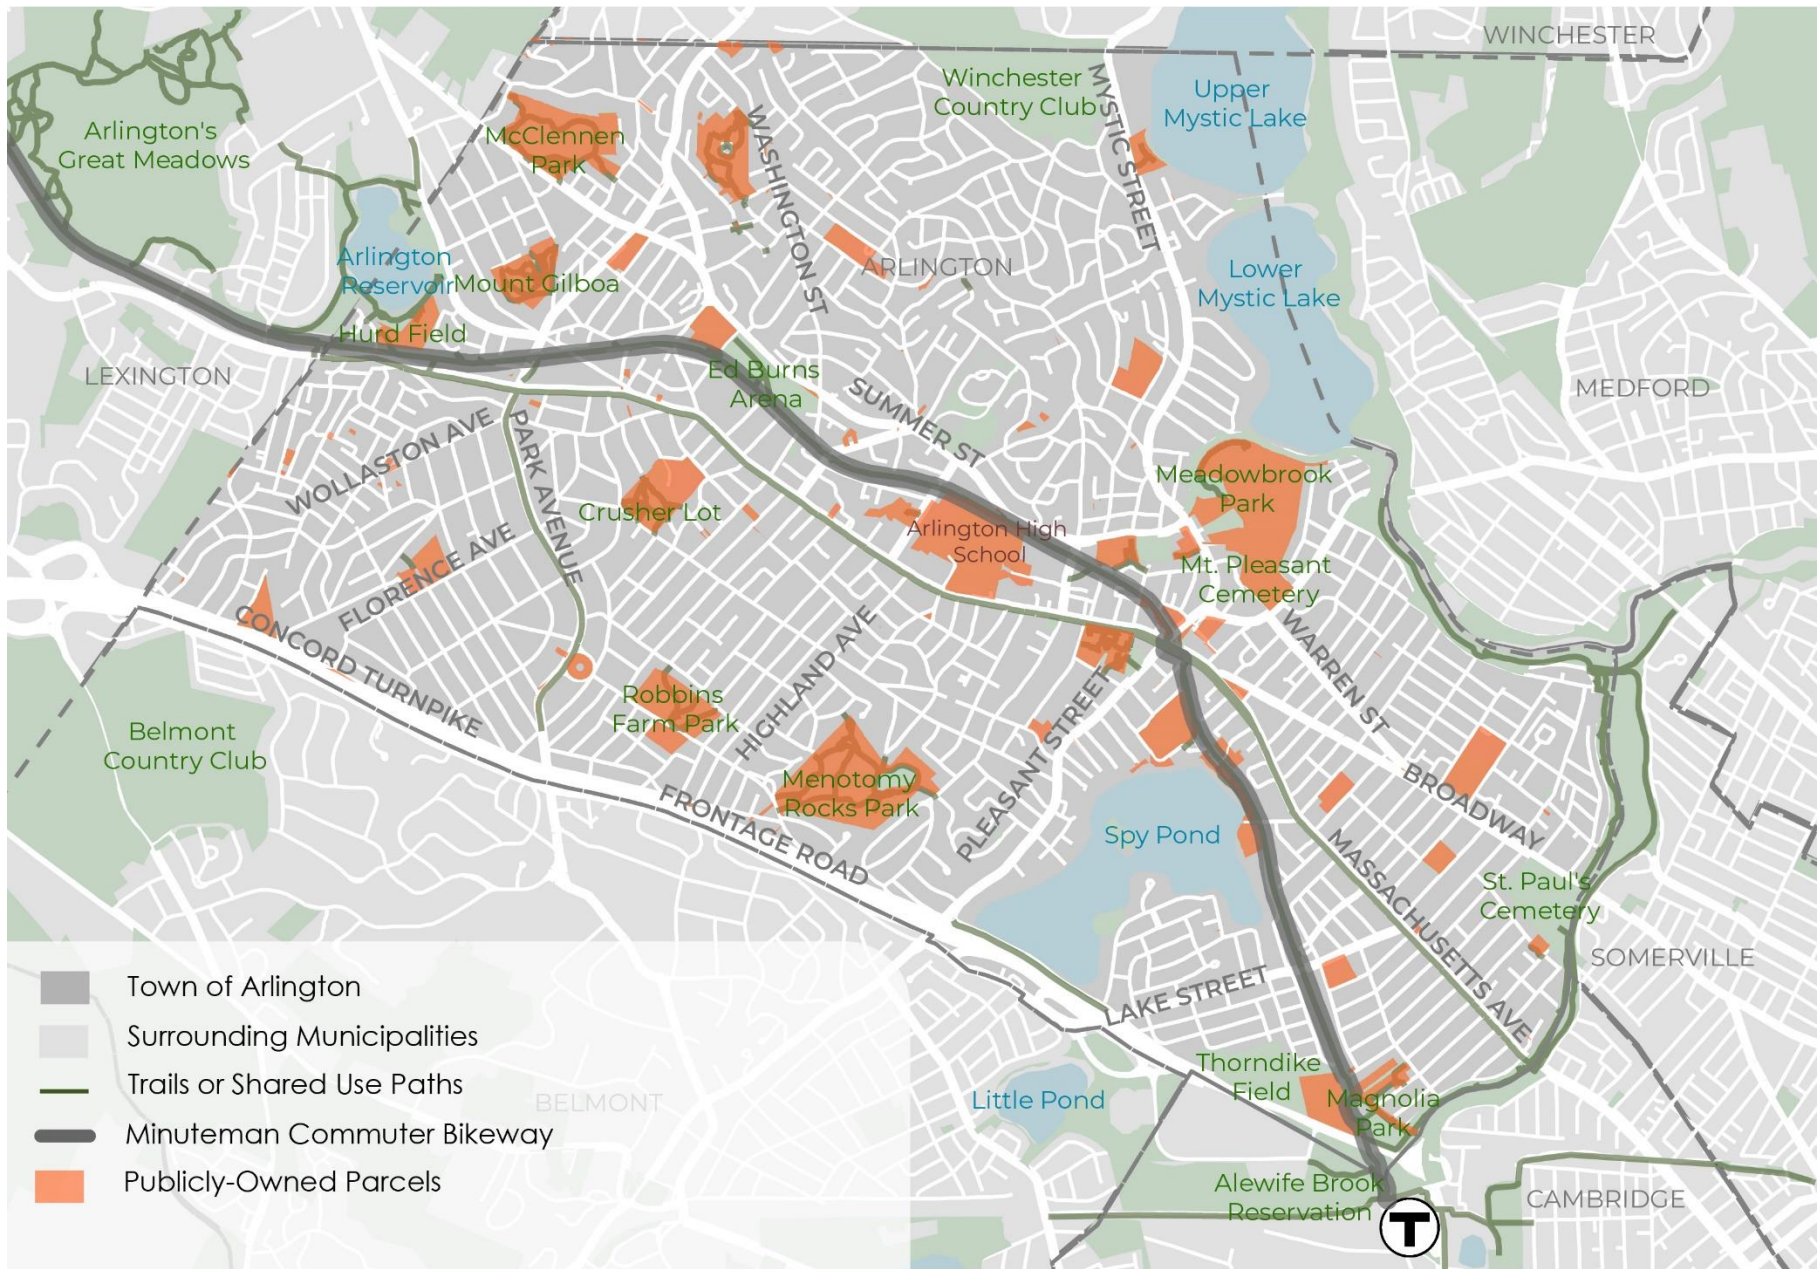 WINCHESTER
Winchester
Country Club
MYSTIC STREET
Upper
Mystic Lake
Arlington's
Great Meadows
McClennen
Park
WASHINGTON ST
Arlington
Reservoir
Mount Gilboa
ARLINGTON
Lower
Mystic Lake
Hurd Field
LEXINGTON
Ed Burns
Arena
SUMMER ST
MEDFORD
WOLLASTON AVE
PARK AVENUE
Crusher Lot
Meadowbrook
Park
Arlington High
School
FLORENCE AVE
Mt. Pleasant
Cemetery
CONCORD TURNPIKE
HIGHLAND AVE
WARREN ST
Robbins
Farm Park
PLEASANT STREET
Belmont
Country Club
Menotomy
Rocks Park
FRONTAGE ROAD
BROADWAY
Spy Pond
MASSACHUSETTS AVE
St. Paul's
Cemetery
SOMERVILLE
LAKE STREET
Town of Arlington
Surrounding Municipalities
Trails or Shared Use Paths
Minuteman Commuter Bikeway
Publicly-Owned Parcels
BELMONT
Little Pond
Thorndike
Field
Magnolia
Park
Alewife Brook
Reservation
CAMBRIDGE
T